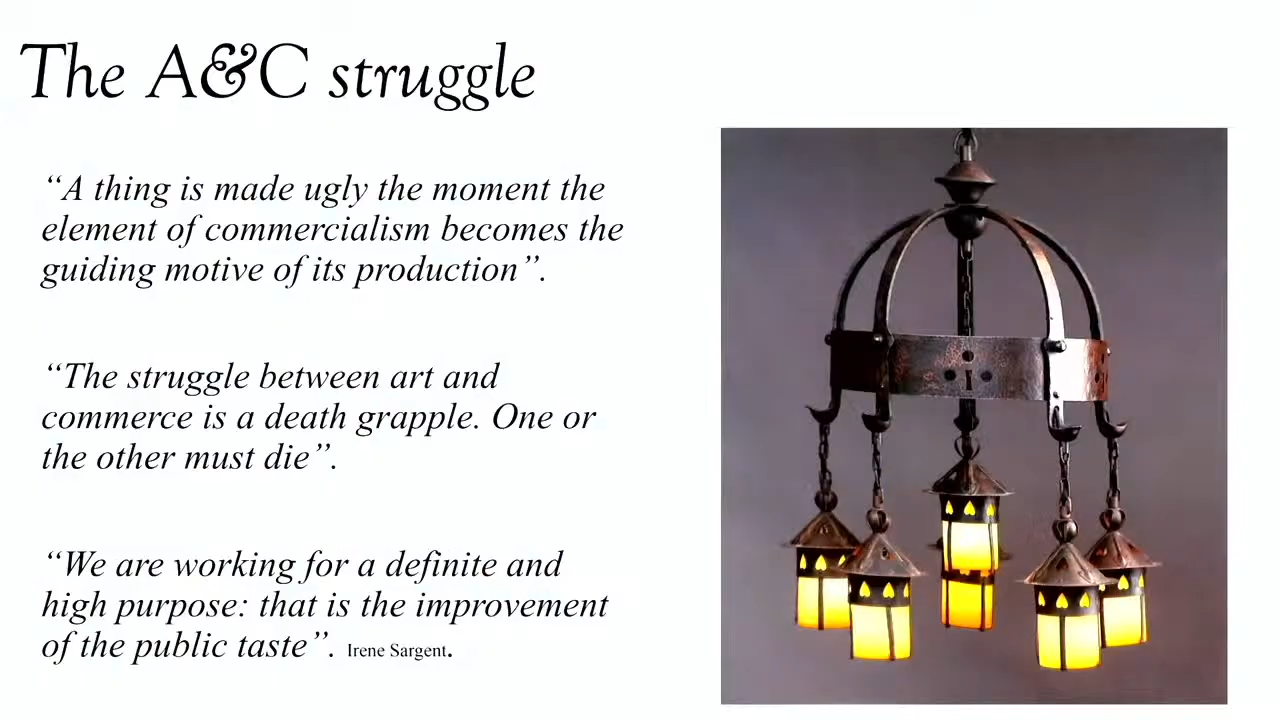 The A&C struggle
“A thing is made ugly the moment the
element of commercialism becomes the
guiding motive of its production”.
“The struggle between art and
commerce is a death grapple. One or
the other must die”.
“We are working for a definite and
high purpose: that is the improvement
of the public taste”. Irene Sargent.